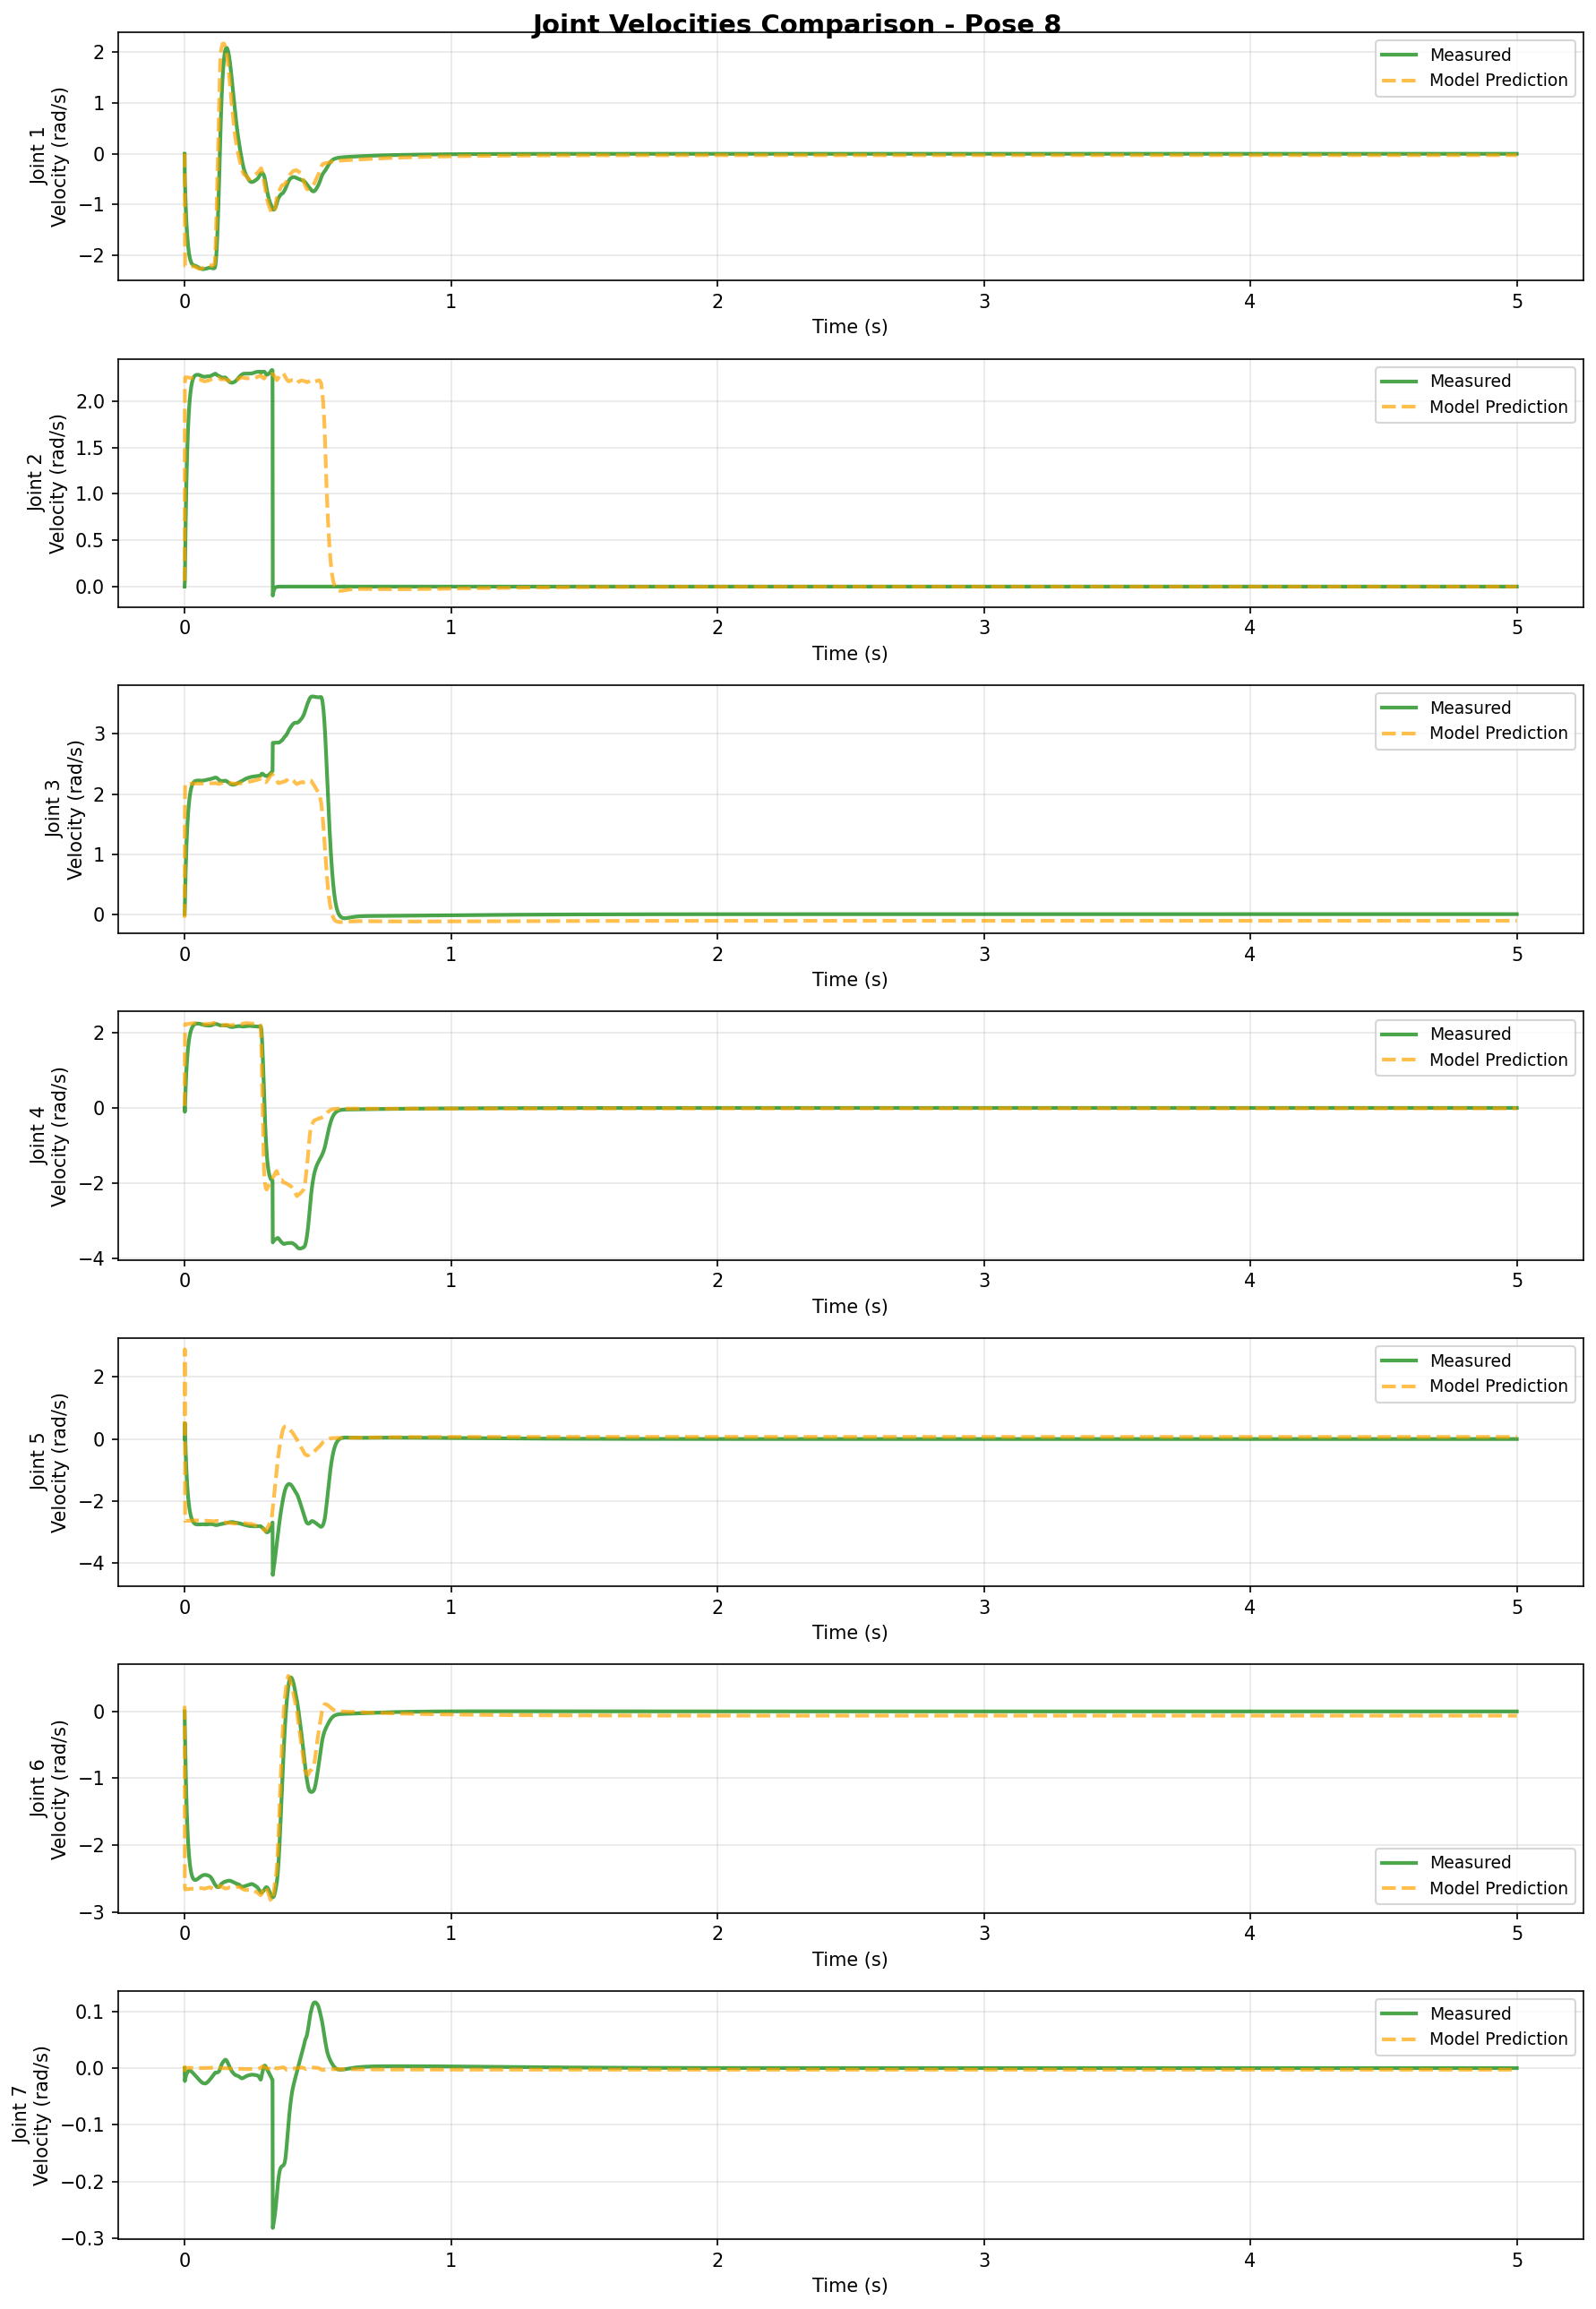 Joint Velocities Comparison - Pose 8
Joint 1
Velocity (rad/s)
2
1
0
−1
−2
Measured
Model Prediction
0 1 2 3 4 5
Time (s)
Joint 2
Velocity (rad/s)
2.0
1.5
1.0
0.5
0.0
Measured
Model Prediction
0 1 2 3 4 5
Time (s)
Joint 3
Velocity (rad/s)
3
2
1
0
Measured
Model Prediction
0 1 2 3 4 5
Time (s)
Joint 4
Velocity (rad/s)
2
0
−2
−4
Measured
Model Prediction
0 1 2 3 4 5
Time (s)
Joint 5
Velocity (rad/s)
2
0
−2
−4
Measured
Model Prediction
0 1 2 3 4 5
Time (s)
Joint 6
Velocity (rad/s)
0
−1
−2
−3
Measured
Model Prediction
0 1 2 3 4 5
Time (s)
Joint 7
Velocity (rad/s)
0.1
0.0
−0.1
−0.2
−0.3
Measured
Model Prediction
0 1 2 3 4 5
Time (s)